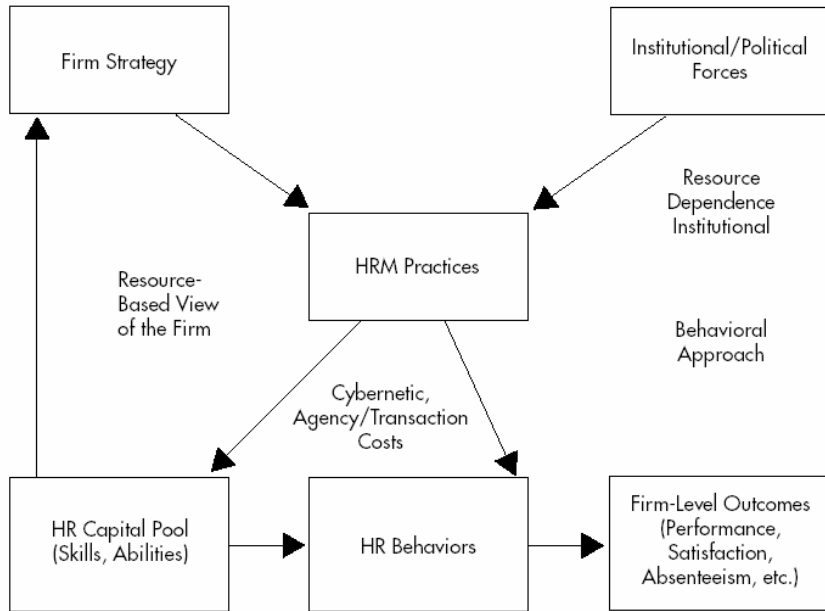 Firm Strategy
Institutional/Political
Forces
Resource
Dependence
Institutional
HRM Practices
Resource-
Based View
of the Firm
Behavioral
Approach
Cybernetic,
Agency/Transaction
Costs
HR Capital Pool
(Skills, Abilities)
HR Behaviors
Firm-Level Outcomes
(Performance,
Satisfaction,
Absenteeism, etc.)